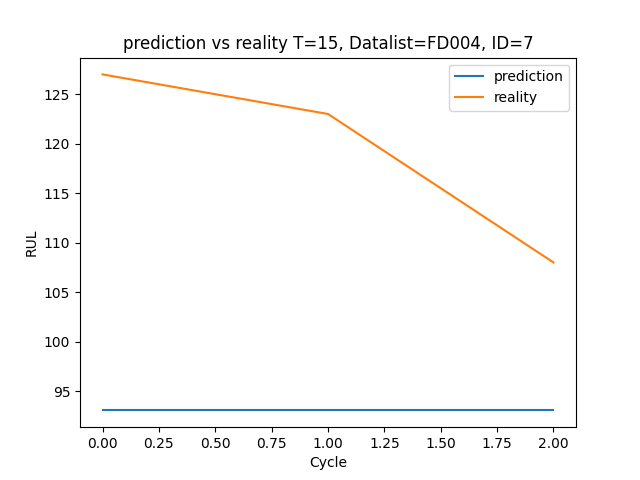 prediction vs reality T=15, Datalist=FD004, ID=7
prediction
reality
RUL
125
120
115
110
105
100
95
0.00 0.25 0.50 0.75 1.00 1.25 1.50 1.75 2.00
Cycle